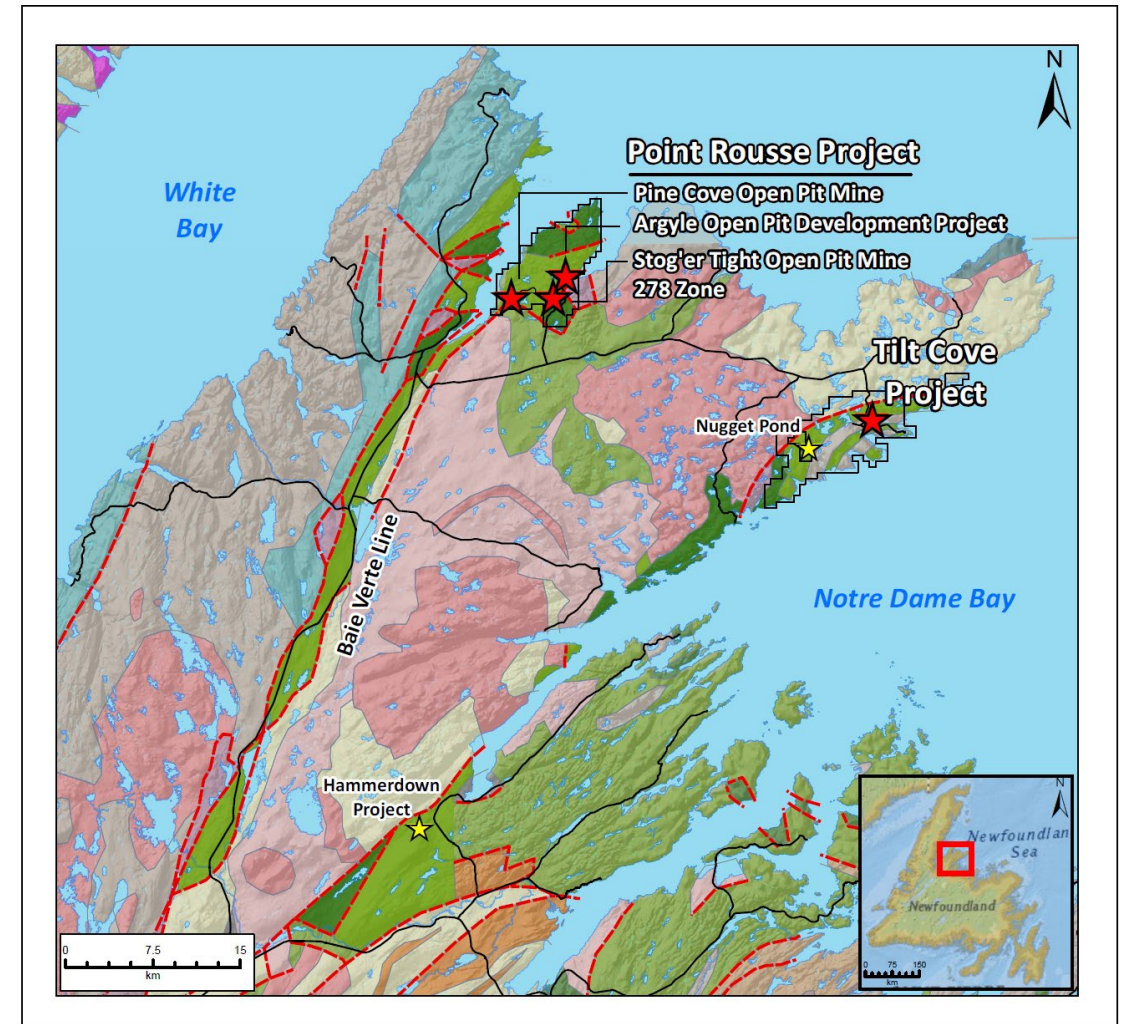 N
White
Bay
Point Rousse Project
Pine Cove Open Pit Mine
Argyle Open Pit Development Project
Stog'er Tight Open Pit Mine
278 Zone
Tilt Cove
Project
Nugget Pond
Baie Verte Line
Notre Dame Bay
Hammerdown
Project
0 7.5 15
km
N
Newfoundlan
Sea
Newfoundland
0 75 150
km